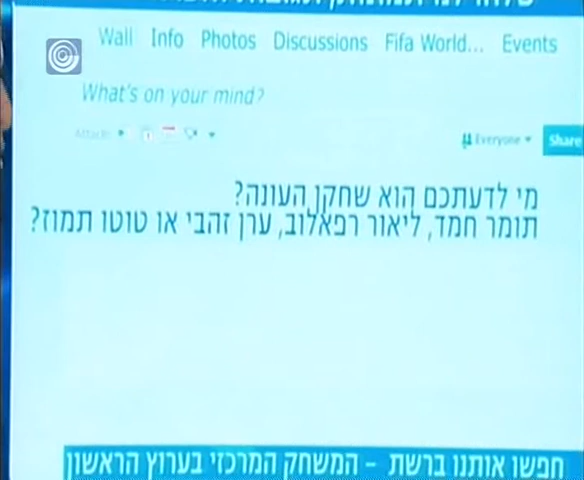 Wall Info Photos Discussions Fifa World... Events
What's on your mind?
Attach:
Everyone
Share
מי לדעתכם הוא שחקן העונה?
תומר חמד, ליאור רפאלוב, ערן זהבי או טוטו תמוז?
חפשו אותנו ברשת - המשחק המרכזי בערוץ הראשון